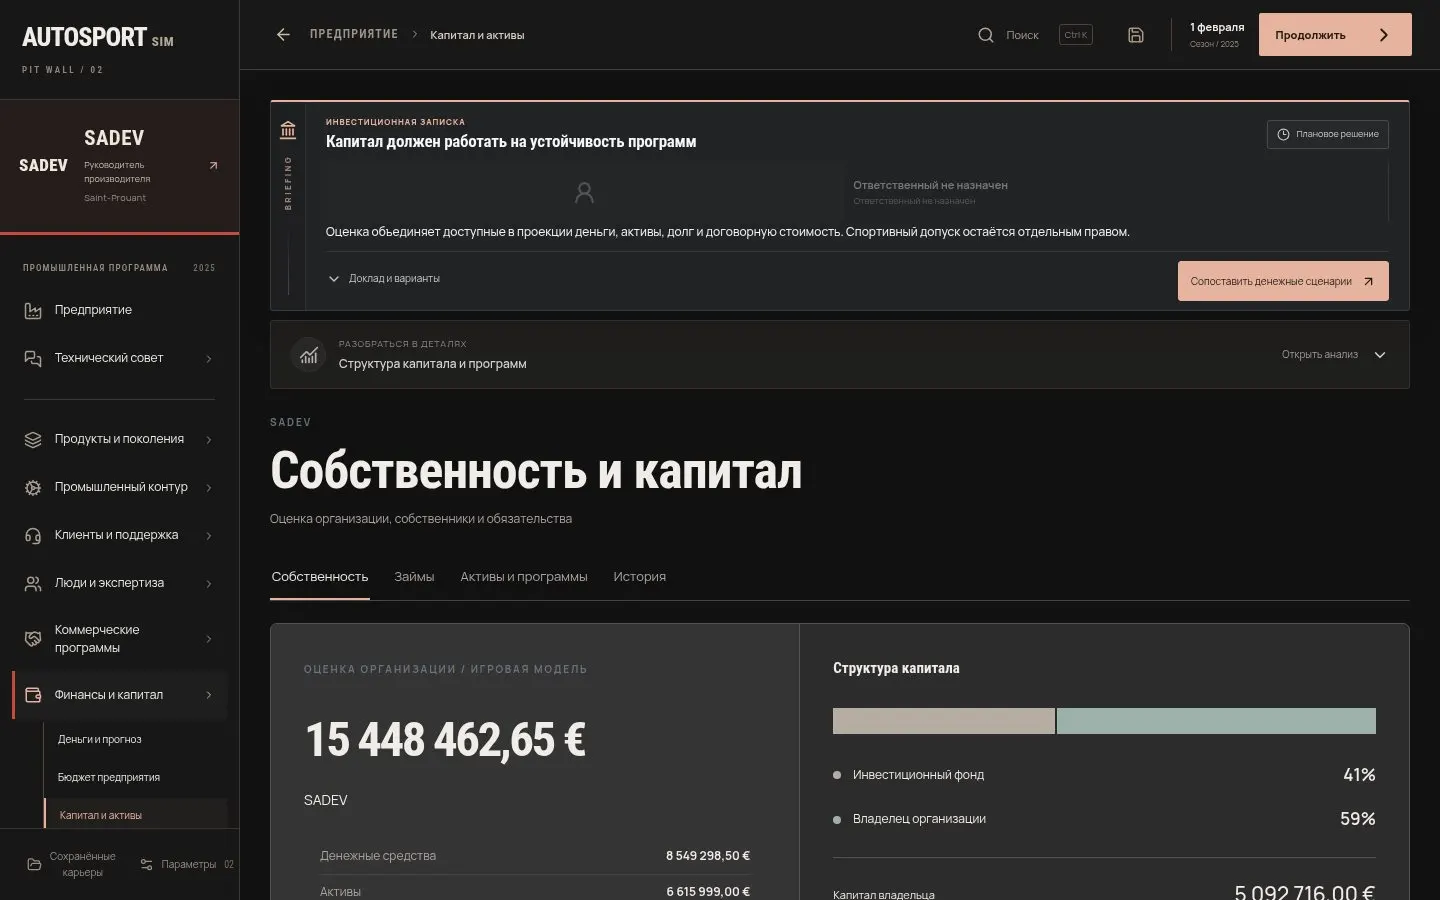 AUTOSPORT SIM
PIT WALL / 02
ПРЕДПРИЯТИЕ
Капитал и активы
Поиск
Ctrl K
1 февраля
Сезон / 2025
Продолжить
SADEV
SADEV
Руководитель
производителя
Saint-Prouant
ПРОМЫШЛЕННАЯ ПРОГРАММА 2025
Предприятие
Технический совет
Продукты и поколения
Промышленный контур
Клиенты и поддержка
Люди и экспертиза
Коммерческие
программы
Финансы и капитал
Деньги и прогноз
Бюджет предприятия
Капитал и активы
Сохранённые
карьеры
Параметры 02
BRIEFING
ИНВЕСТИЦИОННАЯ ЗАПИСКА
Капитал должен работать на устойчивость программ
Плановое решение
Ответственный не назначен
Ответственный не назначен
Оценка объединяет доступные в проекции деньги, активы, долг и договорную стоимость. Спортивный допуск остаётся отдельным правом.
Доклад и варианты
Сопоставить денежные сценарии
РАЗОБРАТЬСЯ В ДЕТАЛЯХ
Структура капитала и программ
Открыть анализ
SADEV
Собственность и капитал
Оценка организации, собственники и обязательства
Собственность
Займы
Активы и программы
История
ОЦЕНКА ОРГАНИЗАЦИИ / ИГРОВАЯ МОДЕЛЬ
15 448 462,65 €
SADEV
Денежные средства 8 549 298,50 €
Активы 6 615 999,00 €
Структура капитала
Инвестиционный фонд 41%
Владелец организации 59%
Капитал владельца 5 092 716,00 €